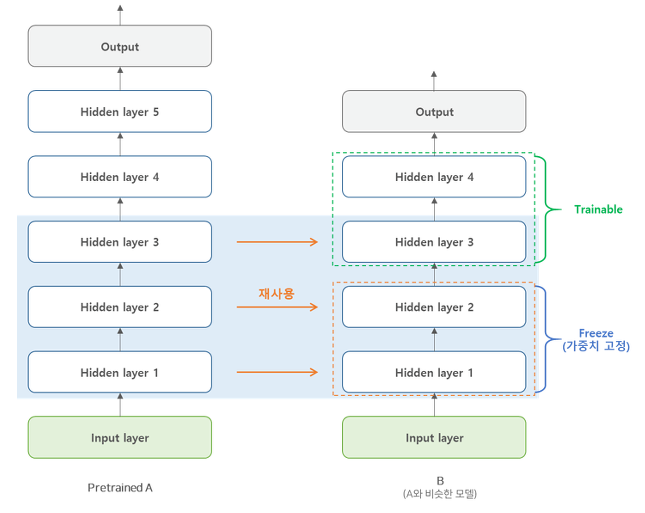 Output
Hidden layer 5
Hidden layer 4
Hidden layer 3
Hidden layer 2
Hidden layer 1
Input layer
Pretrained A
재사용
Output
Hidden layer 4
Hidden layer 3
Hidden layer 2
Hidden layer 1
Input layer
B
(A와 비슷한 모델)
Trainable
Freeze
(가중치 고정)